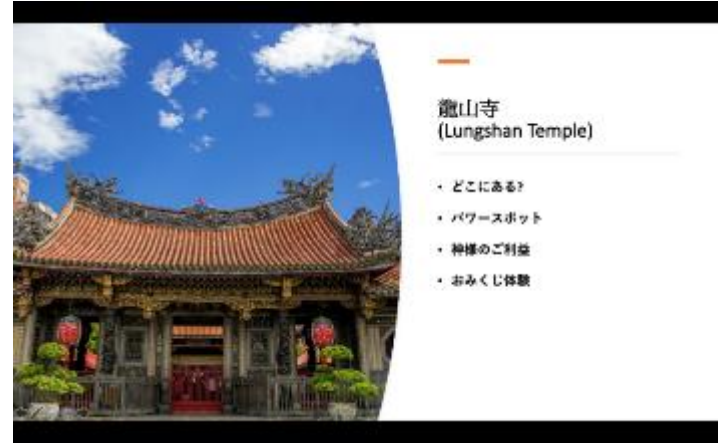 龍山寺
(Lungshan Temple)
• どこにある?
• パワースポット
• 神様のご利益
• おみくじ体験